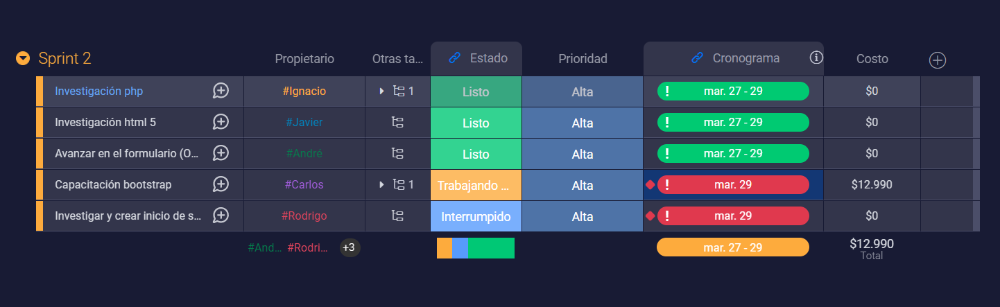 Sprint 2 Propietario Otras ta... Estado Prioridad Cronograma Costo
Investigación php #Ignacio 1 Listo Alta ! mar. 27 - 29 $0
Investigación html 5 #Javier Listo Alta ! mar. 27 - 29 $0
Avanzar en el formulario (O... #André Listo Alta ! mar. 27 - 29 $0
Capacitación bootstrap #Carlos 1 Trabajando ... Alta ! mar. 29 $12.990
Investigar y crear inicio de s... #Rodrigo Interrumpido Alta ! mar. 29 $0
#And... #Rodri... +3 mar. 27 - 29 $12.990
Total